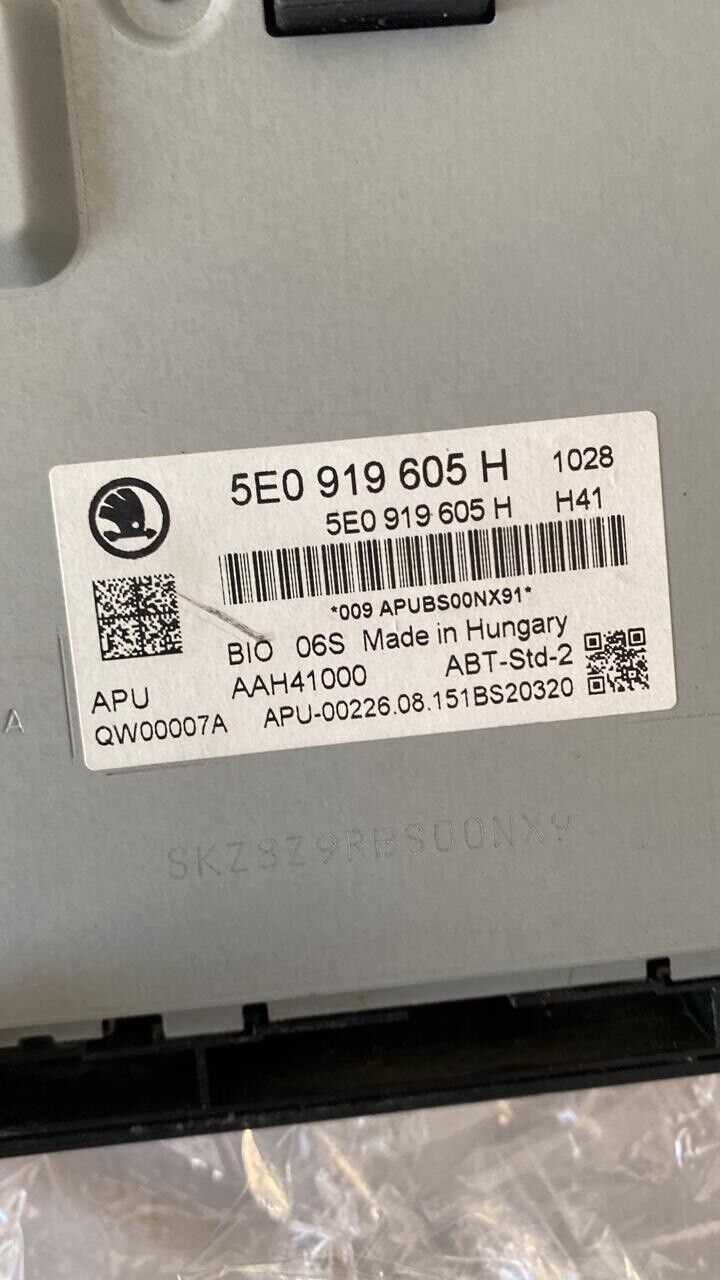 5E0 919 605 H 1028
5E0 919 605 H H41
*009 APUBS00NX91*
BIO 06S Made in Hungary
APU AAH41000 ABT-Std-2
QW00007A APU-00226.08.151BS20320
A
SKZ8Z9RBS00NX9